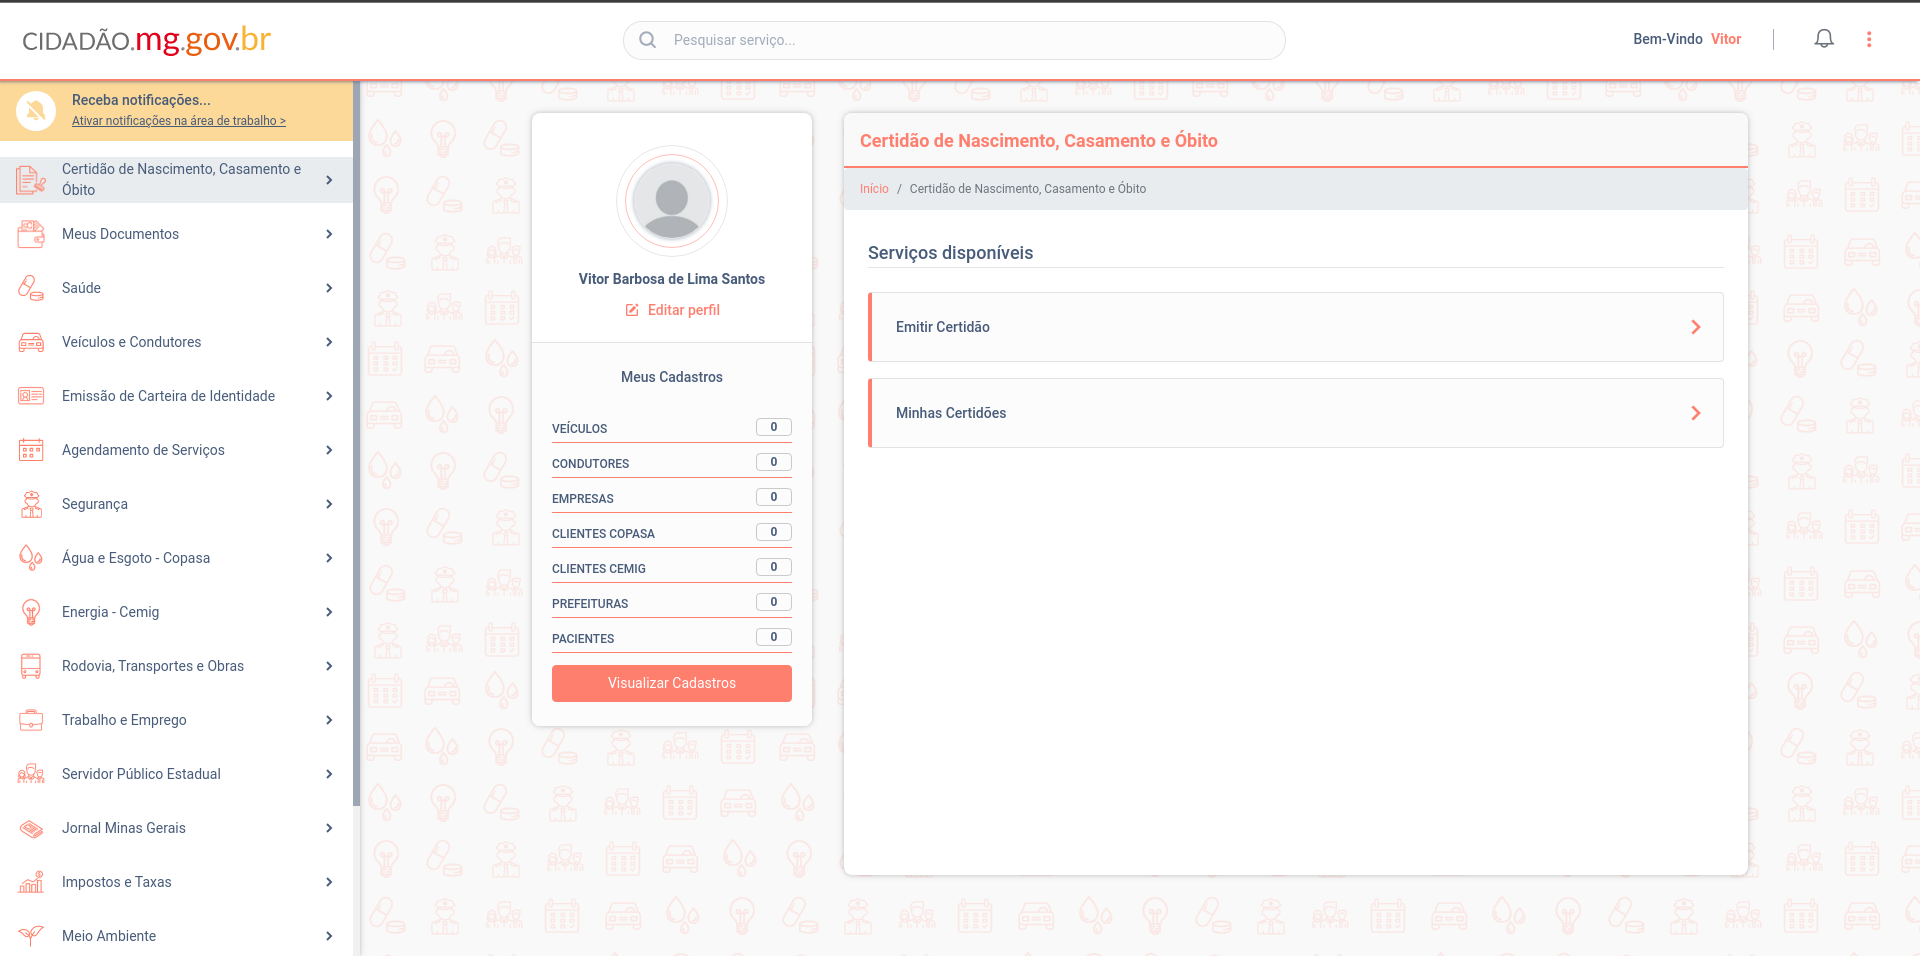 CIDADÃO.mg.gov.br
Pesquisar serviço...
Bem-Vindo Vitor
Receba notificações...
Ativar notificações na área de trabalho >
Certidão de Nascimento, Casamento e
Óbito
Meus Documentos
Saúde
Veículos e Condutores
Emissão de Carteira de Identidade
Agendamento de Serviços
Segurança
Água e Esgoto - Copasa
Energia - Cemig
Rodovia, Transportes e Obras
Trabalho e Emprego
Servidor Público Estadual
Jornal Minas Gerais
Impostos e Taxas
Meio Ambiente
Vitor Barbosa de Lima Santos
Editar perfil
Meus Cadastros
VEÍCULOS 0
CONDUTORES 0
EMPRESAS 0
CLIENTES COPASA 0
CLIENTES CEMIG 0
PREFEITURAS 0
PACIENTES 0
Visualizar Cadastros
Certidão de Nascimento, Casamento e Óbito
Início / Certidão de Nascimento, Casamento e Óbito
Serviços disponíveis
Emitir Certidão
Minhas Certidões